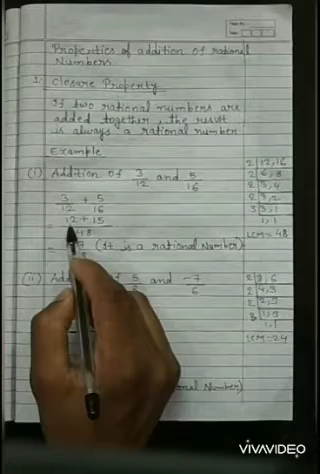 Properties of addition of rational
Numbers
1. Closure Property
If two rational numbers are
added together, the result
is always a rational number
Example
(i) Addition of 3/12 and 5/16
3/12 + 5/16
= 12 + 15
48
= (It is a rational Number)
(ii) of 5 and -7/6
Number)
2 | 12, 16
2 | 6, 8
2 | 3, 4
2 | 3, 2
3 | 3, 1
1, 1
LCM = 48
2 | 8, 6
2 | 4, 3
2 | 2, 3
3 | 1, 3
1, 1
LCM = 24
VIVAVIDEO